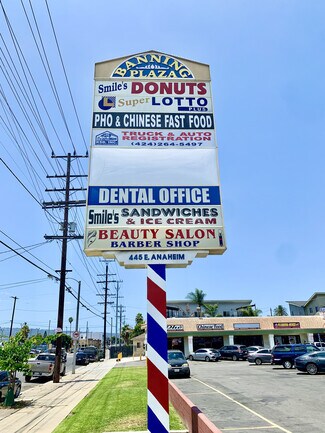 BANNING
PLAZA
Smile's DONUTS
Super LOTTO
PLUS
PHO & CHINESE FAST FOOD
TRUCK & AUTO
REGISTRATION
(424)264-5497
DENTAL OFFICE
Smile's SANDWICHES
& ICE CREAM
BEAUTY SALON
BARBER SHOP
445 E. ANAHEIM